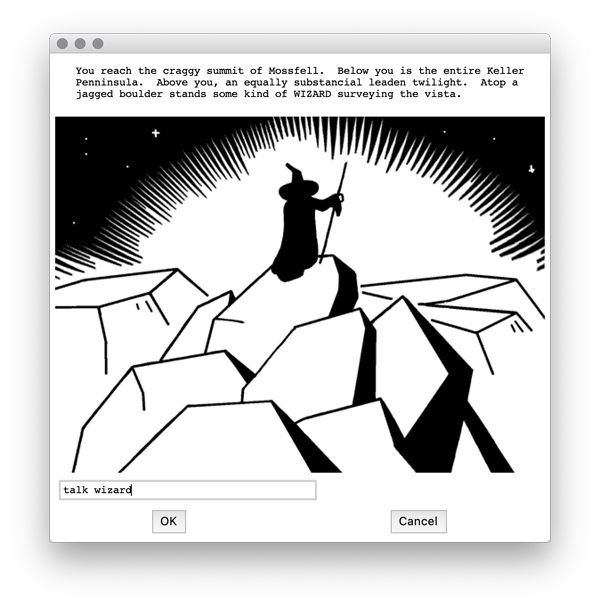 You reach the craggy summit of Mossfell.  Below you is the entire Keller
Penninsula.  Above you, an equally substancial leaden twilight.  Atop a
jagged boulder stands some kind of WIZARD surveying the vista.
talk wizard
OK
Cancel